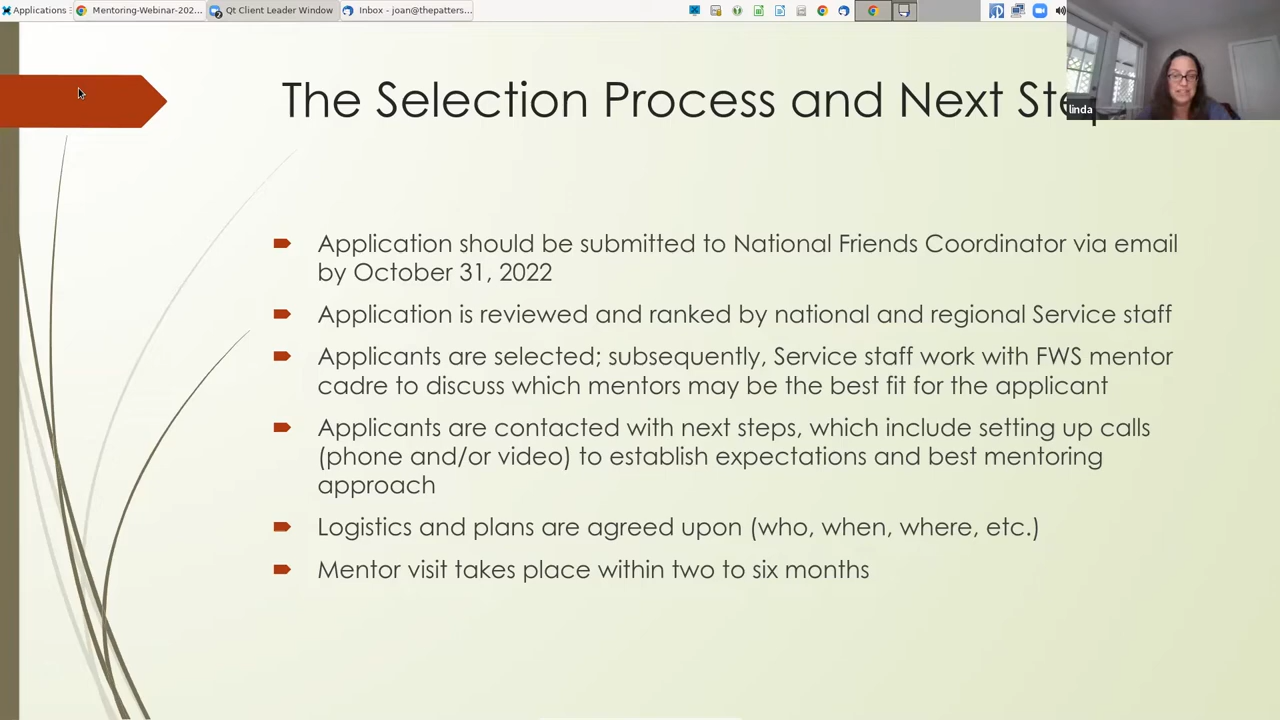 Applications
Mentoring-Webinar-202...
Qt Client Leader Window
Inbox - joan@thepatters...
linda
The Selection Process and Next Step
Application should be submitted to National Friends Coordinator via email
by October 31, 2022
Application is reviewed and ranked by national and regional Service staff
Applicants are selected; subsequently, Service staff work with FWS mentor
cadre to discuss which mentors may be the best fit for the applicant
Applicants are contacted with next steps, which include setting up calls
(phone and/or video) to establish expectations and best mentoring
approach
Logistics and plans are agreed upon (who, when, where, etc.)
Mentor visit takes place within two to six months